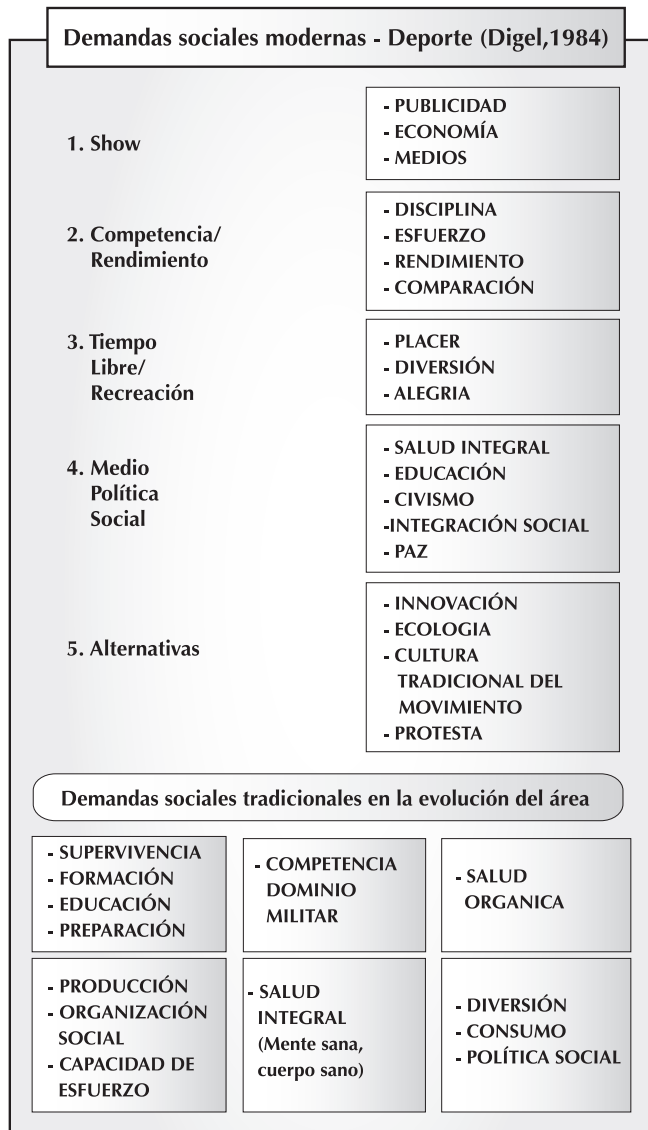 Demandas sociales modernas - Deporte (Digel,1984)
1. Show
- PUBLICIDAD
- ECONOMÍA
- MEDIOS
2. Competencia/
Rendimiento
- DISCIPLINA
- ESFUERZO
- RENDIMIENTO
- COMPARACIÓN
3. Tiempo
Libre/
Recreación
- PLACER
- DIVERSIÓN
- ALEGRIA
4. Medio
Política
Social
- SALUD INTEGRAL
- EDUCACIÓN
- CIVISMO
-INTEGRACIÓN SOCIAL
- PAZ
5. Alternativas
- INNOVACIÓN
- ECOLOGIA
- CULTURA
TRADICIONAL DEL
MOVIMIENTO
- PROTESTA
Demandas sociales tradicionales en la evolución del área
- SUPERVIVENCIA
- FORMACIÓN
- EDUCACIÓN
- PREPARACIÓN
- COMPETENCIA
DOMINIO
MILITAR
- SALUD
ORGANICA
- PRODUCCIÓN
- ORGANIZACIÓN
SOCIAL
- CAPACIDAD DE
ESFUERZO
- SALUD
INTEGRAL
(Mente sana,
cuerpo sano)
- DIVERSIÓN
- CONSUMO
- POLÍTICA SOCIAL